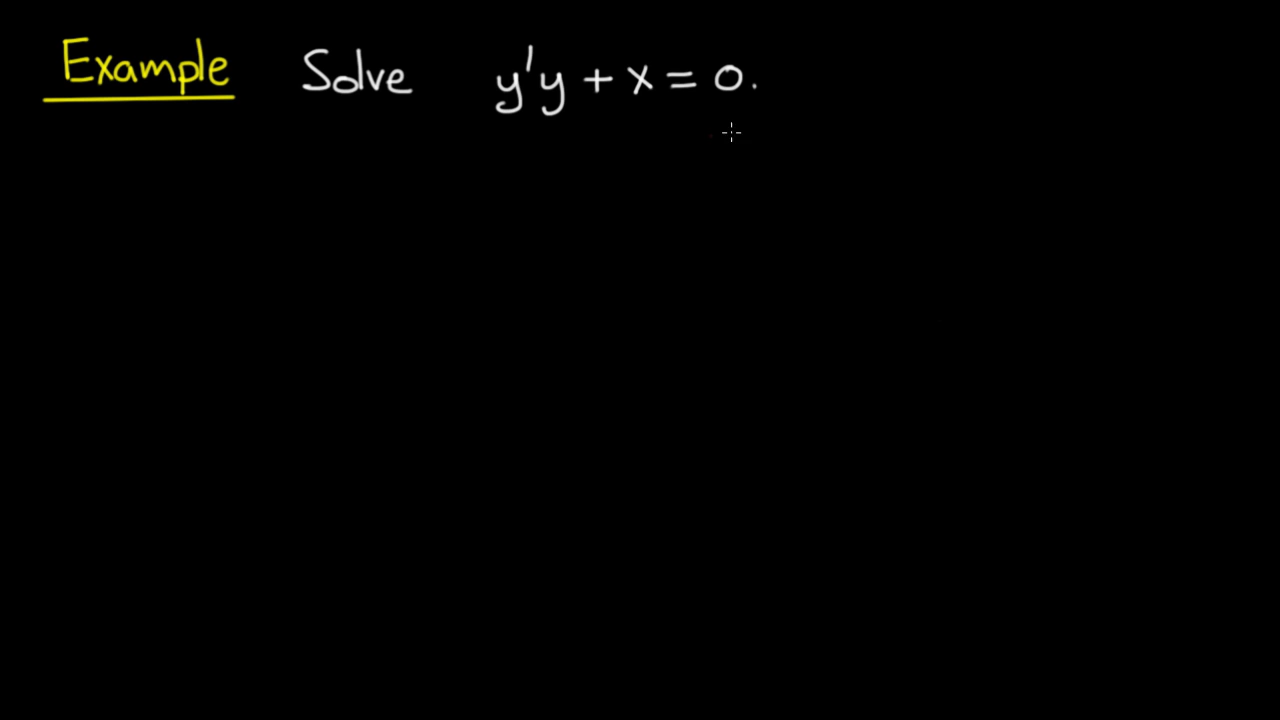 Example Solve y'y + x = 0.